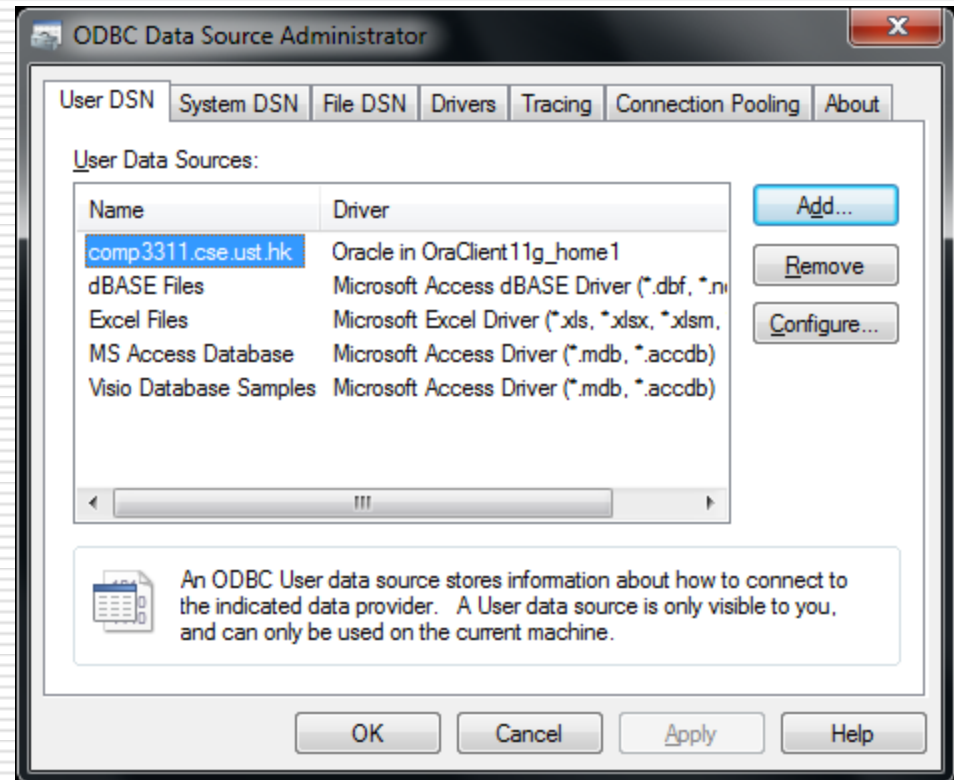 ODBC Data Source Administrator
User DSN System DSN File DSN Drivers Tracing Connection Pooling About
User Data Sources:
Name Driver
comp3311.cse.ust.hk Oracle in OraClient11g_home1
dBASE Files Microsoft Access dBASE Driver (*.dbf, *.n
Excel Files Microsoft Excel Driver (*.xls, *.xlsx, *.xlsm,
MS Access Database Microsoft Access Driver (*.mdb, *.accdb)
Visio Database Samples Microsoft Access Driver (*.mdb, *.accdb)
Add...
Remove
Configure...
An ODBC User data source stores information about how to connect to
the indicated data provider. A User data source is only visible to you,
and can only be used on the current machine.
OK Cancel Apply Help